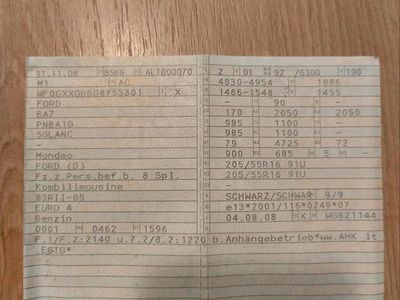 11.11.08 8566 ALT000070
M1 AC
WF0GXXGBBG8Y53301 X
FORD
BA7
PNBA1G
5GLANC
-
Mondeo
FORD (D)
Fz.z.Pers.bef.b. 8 Spl.
Kombilimousine
83RII-05
EURO 4
Benzin
0001 0462 1596
2 01 92 /6300 190
4830-4954 1886
1466-1548 1455
- 90 -
170 2050 2050
985 1100 -
985 1100 -
79 4725 72
900 685 5 -
205/55R16 91U
205/55R16 91U
-
SCHWARZ/SCHWAR 9/9
e13*2001/116*0249*07
04.08.08 K WG621144
F.1/F.2:2140 u.7.2/8.2:1220 b.Anhängebetrieb*ww.AHK lt
.EGTG*